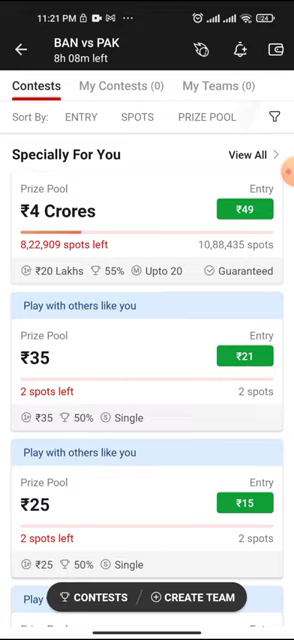 11:21 PM
24
BAN vs PAK
8h 08m left
Contests My Contests (0) My Teams (0)
Sort By: ENTRY SPOTS PRIZE POOL
Specially For You View All
Prize Pool Entry
₹4 Crores ₹49
8,22,909 spots left 10,88,435 spots
₹20 Lakhs 55% M Upto 20 Guaranteed
Play with others like you
Prize Pool Entry
₹35 ₹21
2 spots left 2 spots
₹35 50% S Single
Play with others like you
Prize Pool Entry
₹25 ₹15
2 spots left 2 spots
₹25 50% S Single
Play
CONTESTS / CREATE TEAM